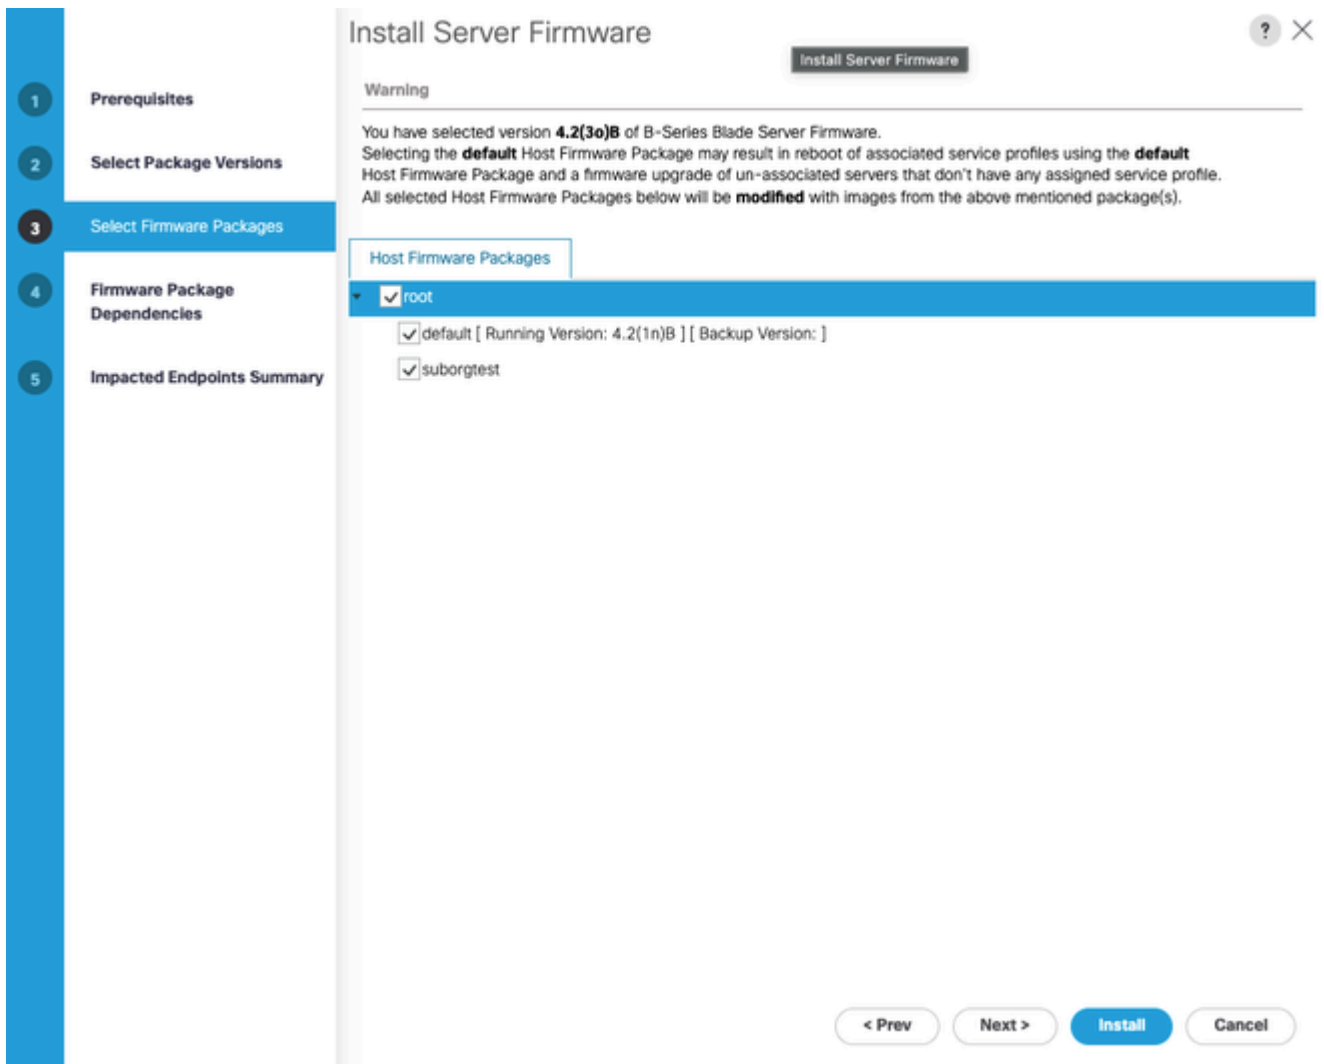 Install Server Firmware
?
Install Server Firmware
1 Prerequisites
2 Select Package Versions
3 Select Firmware Packages
4 Firmware Package
Dependencies
5 Impacted Endpoints Summary
Warning
You have selected version 4.2(3o)B of B-Series Blade Server Firmware.
Selecting the default Host Firmware Package may result in reboot of associated service profiles using the default
Host Firmware Package and a firmware upgrade of un-associated servers that don't have any assigned service profile.
All selected Host Firmware Packages below will be modified with images from the above mentioned package(s).
Host Firmware Packages
root
default [ Running Version: 4.2(1n)B ] [ Backup Version: ]
suborgtest
< Prev Next > Install Cancel